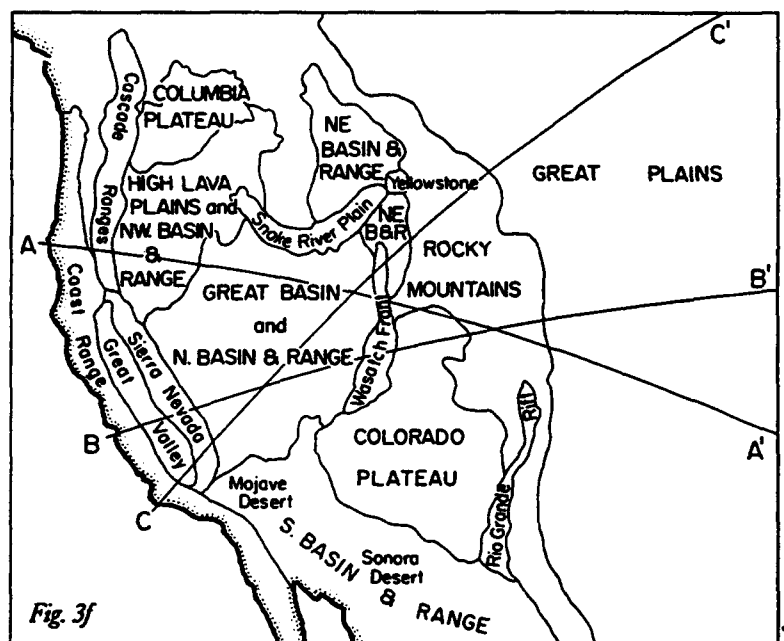 C'
Cascade
Ranges
COLUMBIA
PLATEAU
NE
BASIN &
RANGE
Yellowstone
GREAT PLAINS
HIGH LAVA
PLAINS and
NW. BASIN
&
RANGE
Snake River Plain
NE
B&R
ROCKY
MOUNTAINS
A
Coast
Range
GREAT BASIN
and
N. BASIN & RANGE
Wasatch Front
B'
Great
Valley
Sierra Nevada
B
A'
COLORADO
PLATEAU
Rift
Rio Grande
C
Mojave
Desert
S. BASIN
& RANGE
Sonora
Desert
Fig. 3f